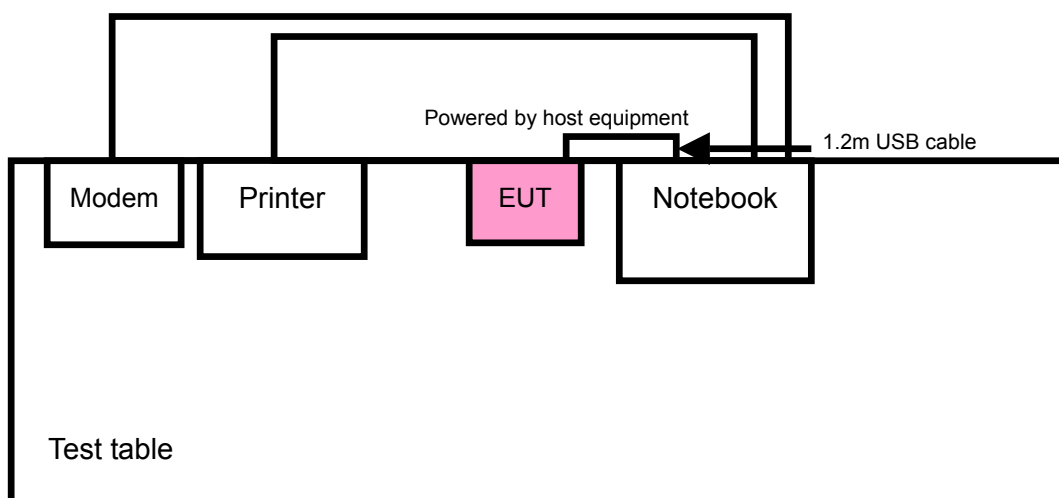 Powered by host equipment
1.2m USB cable
Modem
Printer
EUT
Notebook
Test table